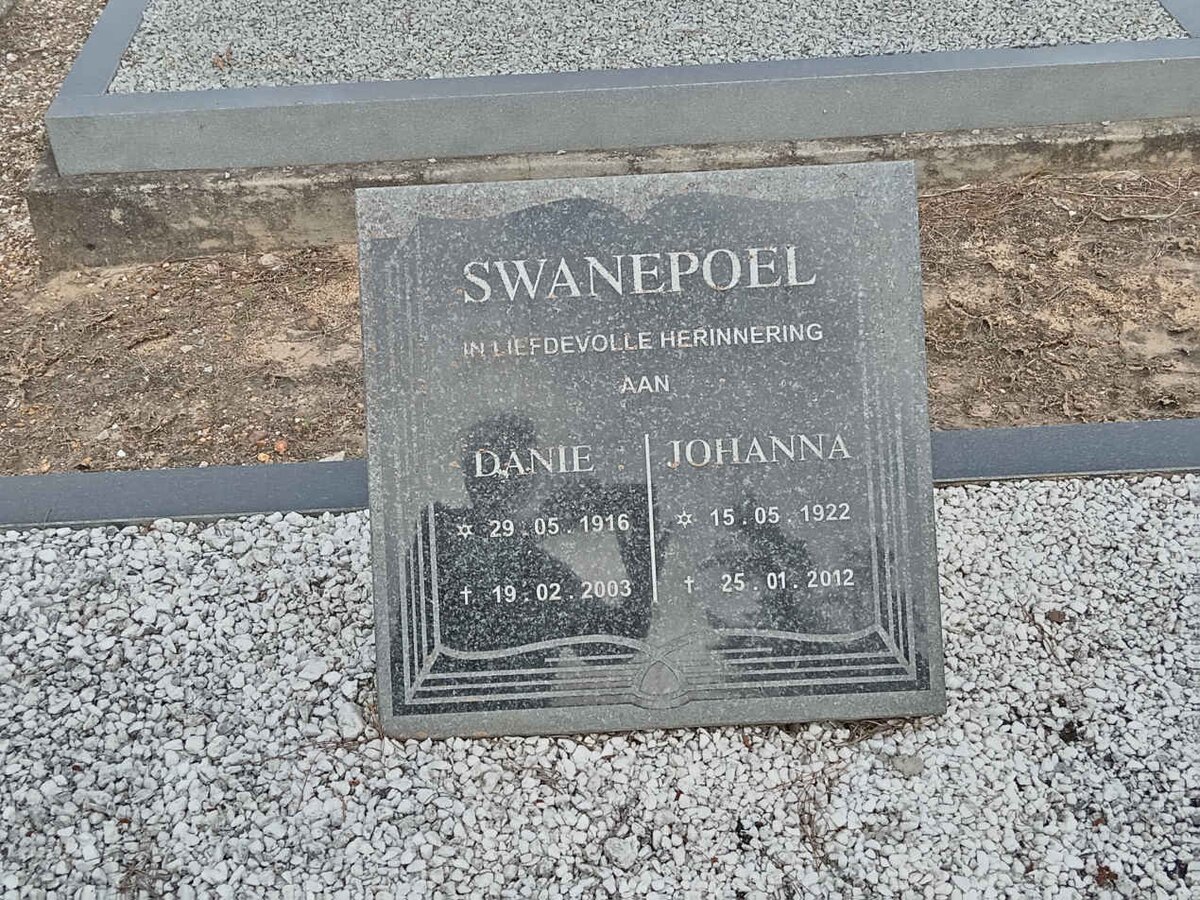 SWANEPOEL
IN LIEFDEVOLLE HERINNERING
AAN
DANIE
✡ 29 . 05 . 1916
† 19 . 02 . 2003
JOHANNA
✡ 15 . 05 . 1922
† 25 . 01 . 2012